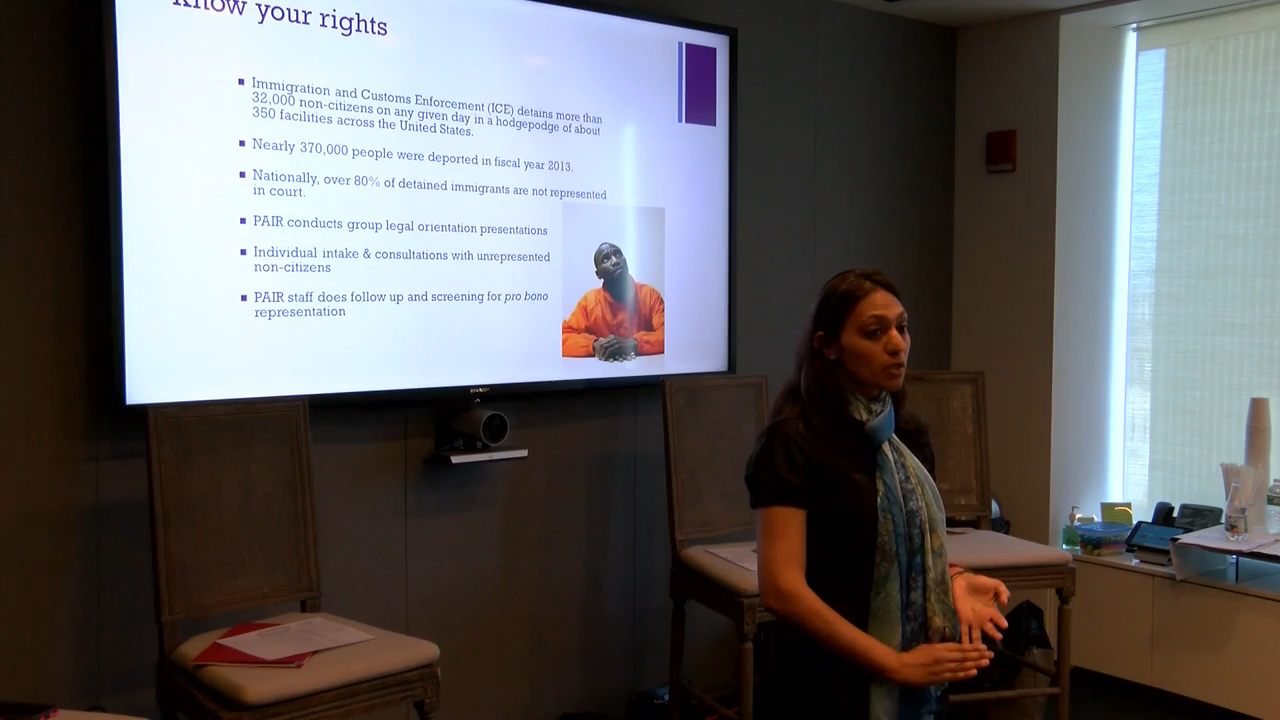 Know your rights
Immigration and Customs Enforcement (ICE) detains more than
32,000 non-citizens on any given day in a hodgepodge of about
350 facilities across the United States.
Nearly 370,000 people were deported in fiscal year 2013.
Nationally, over 80% of detained immigrants are not represented
in court.
PAIR conducts group legal orientation presentations
Individual intake & consultations with unrepresented
non-citizens
PAIR staff does follow up and screening for pro bono
representation
SHARP